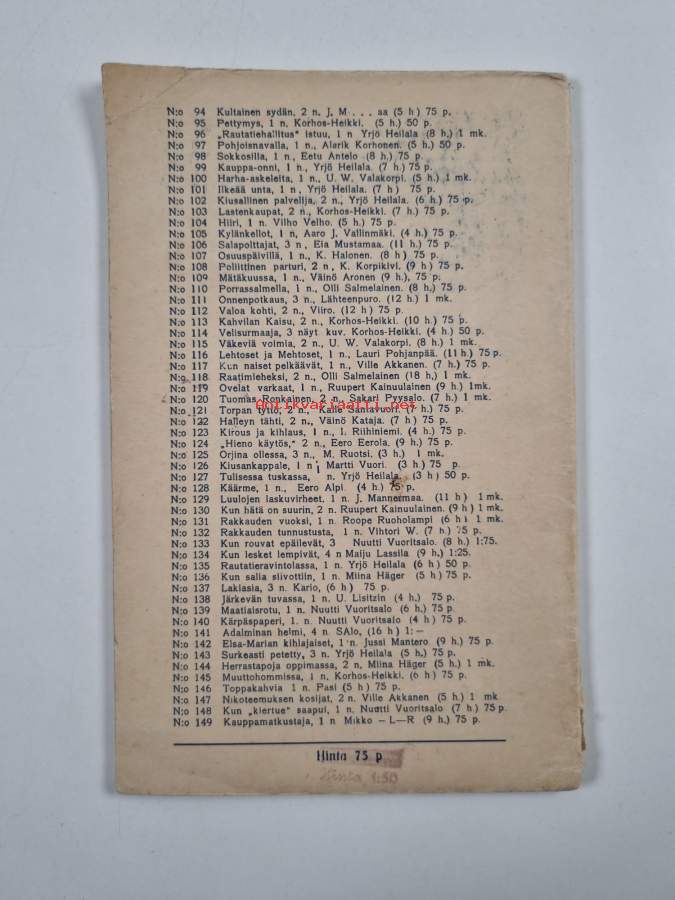 N:o 94 Kultainen sydän, 2 n. J. M . . . aa (5 h) 75 p.
N:o 95 Pettymys, 1 n. Korhos-Heikki. (5 h.) 50 p.
N:o 96 „Rautatiehallitus" istuu, 1 n Yrjö Heilala (8 h.) 1 mk.
N:o 97 Pohjoisnavalla, 1 n., Alarik Korhonen. (5 h.) 50 p.
N:o 98 Sokkosilla, 1 n., Eetu Antelo (8 h.) 75 p.
N:o 99 Kauppa-onni, 1 n, Yrjö Heilala. (7 h.) 75 p.
N:o 100 Harha-askeleita, 1 n., U. W. Valakorpi. (5 h.) 1 mk.
N:o 101 Ilkeää unta, 1 n, Yrjö Heilala. (7 h) 75 p.
N:o 102 Kiusallinen palvelija, 2 n., Yrjö Heilala. (6 h.) 75 p.
N:o 103 Lastenkaupat, 2 n., Korhos-Heikki. (7 h.) 75 p.
N:o 104 Hiiri, 1 n. Vilho Velho. (5 h.) 75 p.
N:o 105 Kylänkellot, 1 n, Aaro J. Vallinmäki. (4 h.) 75 p.
N:o 106 Salapolttajat, 3 n, Eia Mustamaa. (11 h) 75 p.
N:o 107 Osuuspäivillä, 1 n., K. Halonen. (8 h) 75 p.
N:o 108 Poliittinen parturi, 2 n., K. Korpikivi. (9 h) 75 p.
N:o 109 Mätäkuussa, 1 n., Väinö Aronen (9 h.), 75 p.
N:o 110 Porrassalmella, 1 n., Olli Salmelainen. (8 h.) 75 p.
N:o 111 Onnenpotkaus, 3 n., Lähteenpuro. (12 h.) 1 mk.
N:o 112 Valoa kohti, 2 n., Viiro. (12 h) 75 p.
N:o 113 Kahvilan Kaisu, 2 n., Korhos-Heikki. (10 h.) 75 p.
N:o 114 Velisurmaaja, 3 näyt kuv. Korhos-Heikki. (4 h) 50 p.
N:o 115 Väkeviä voimia, 2 n., U. W. Valakorpi. (8 h.) 1 mk.
N:o 116 Lehtoset ja Mehtoset, 1 n., Lauri Pohjanpää. (11 h) 75 p.
N:o 117 Kun naiset pelkäävät, 1 n., Ville Akkanen. (7 h.) 75 p.
N:o 118 Raatimieheksi, 2 n., Olli Salmelainen (18 h.) 1 mk.
N:o 119 Ovelat varkaat, 1 n., Ruupert Kainuulainen (9 h.) 1mk.
N:o 120 Tuomas Ronkainen, 2 n., Sakari Pyysalo. (7 h.) 1mk.
N:o 121 Torpan tyttö, 2 n., Kalle Santavuori. (7 h.) 75 p.
N:o 122 Halleyn tähti, 2 n., Väinö Kataja. (7 h) 75 p.
N:o 123 Kirous ja kihlaus, 1 n., I. Riihiniemi. (4 h.) 75 p.
N:o 124 „Hieno käytös," 2 n., Eero Eerola. (9 h.) 75 p.
N:o 125 Orjina ollessa, 3 n., M. Ruotsi. (3 h.) 1 mk.
N:o 126 Kiusankappale, 1 n, Martti Vuori. (3 h.) 75 p.
N:o 127 Tulisessa tuskassa, n. Yrjö Heilala. (3 h) 50 p.
N:o 128 Käärme, 1 n., Eero Alpi (4 h.) 75 p.
N:o 129 Luulojen laskuvirheet. 1 n. J. Mannermaa. (11 h) 1 mk.
N:o 130 Kun hätä on suurin, 2 n. Ruupert Kainuulainen. (9 h) 1 mk.
N:o 131 Rakkauden vuoksi, 1 n. Roope Ruoholampi (6 h) 1 mk.
N:o 132 Rakkauden tunnustusta, 1 n. Vihtori W. (7 h.) 75 p.
N:o 133 Kun rouvat epäilevät, 3 Nuutti Vuoritsalo. (8 h.) 1:75.
N:o 134 Kun lesket lempivät, 4 n Maiju Lassila (9 h.) 1:25.
N:o 135 Rautatieravintolassa, 1 n. Yrjö Heilala (6 h) 50 p.
N:o 136 Kun salia siivottiin, 1 n. Miina Häger (5 h) 75 p.
N:o 137 Lakiasia, 3 n. Kario, (6 h) 75 p.
N:o 138 Järkevän tuvassa, 1 n. U. Lisitzin (4 h.) 75 p.
N:o 139 Maatiaisrotu, 1 n. Nuutti Vuoritsalo (6 h.) 75 p.
N:o 140 Kärpäspaperi, 1. n. Nuutti Vuoritsalo (4 h) 75 p.
N:o 141 Adalminan helmi, 4 n. SAlo, (16 h) 1: —
N:o 142 Elsa-Marian kihlajaiset, 1 n. Jussi Mantero (9 h.) 75 p.
N:o 143 Surkeasti petetty, 3 n. Yrjö Heilala (5 h.) 75 p.
N:o 144 Herrastapoja oppimassa, 2 n. Miina Häger (5 h.) 1 mk.
N:o 145 Muuttohommissa, 1 n. Korhos-Heikki. (6 h) 75 p.
N:o 146 Toppakahvia 1 n. Pasi (5 h) 75 p.
N:o 147 Nikoteemuksen kosijat, 2 n. Ville Akkanen (5 h.) 1 mk.
N:o 148 Kun „kiertue" saapui, 1 n. Nuutti Vuoritsalo (7 h.) 75 p.
N:o 149 Kauppamatkustaja, 1 n Mikko — L—R (9 h.) 75 p.
Hinta 75 p
Hinta 1:50
antikvariaatti.net